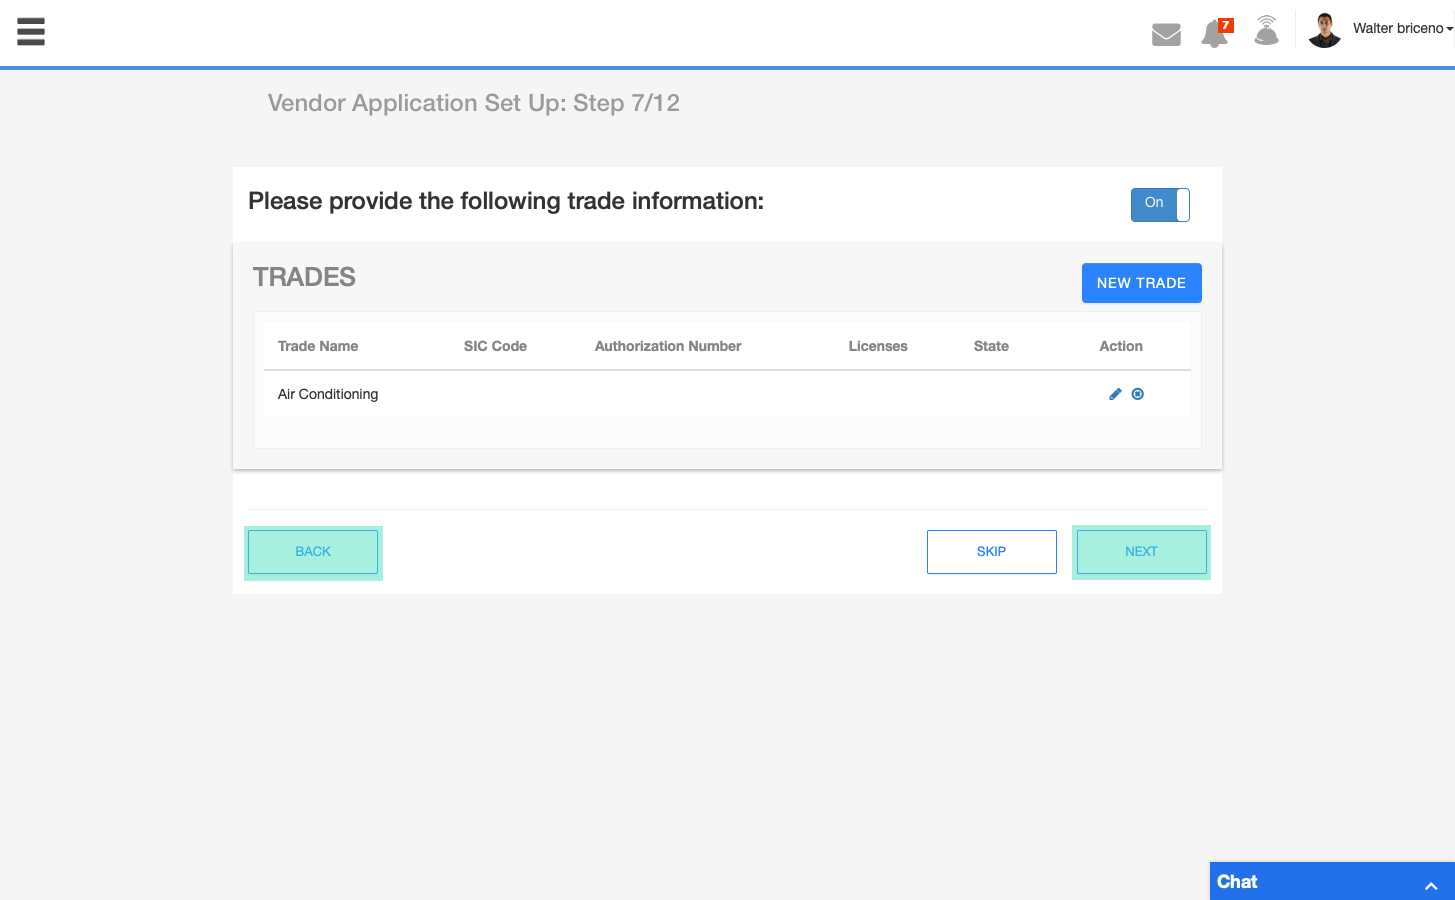 7
Walter briceno
Vendor Application Set Up: Step 7/12
Please provide the following trade information:
On
TRADES
NEW TRADE
Trade Name SIC Code Authorization Number Licenses State Action
Air Conditioning
BACK SKIP NEXT
Chat